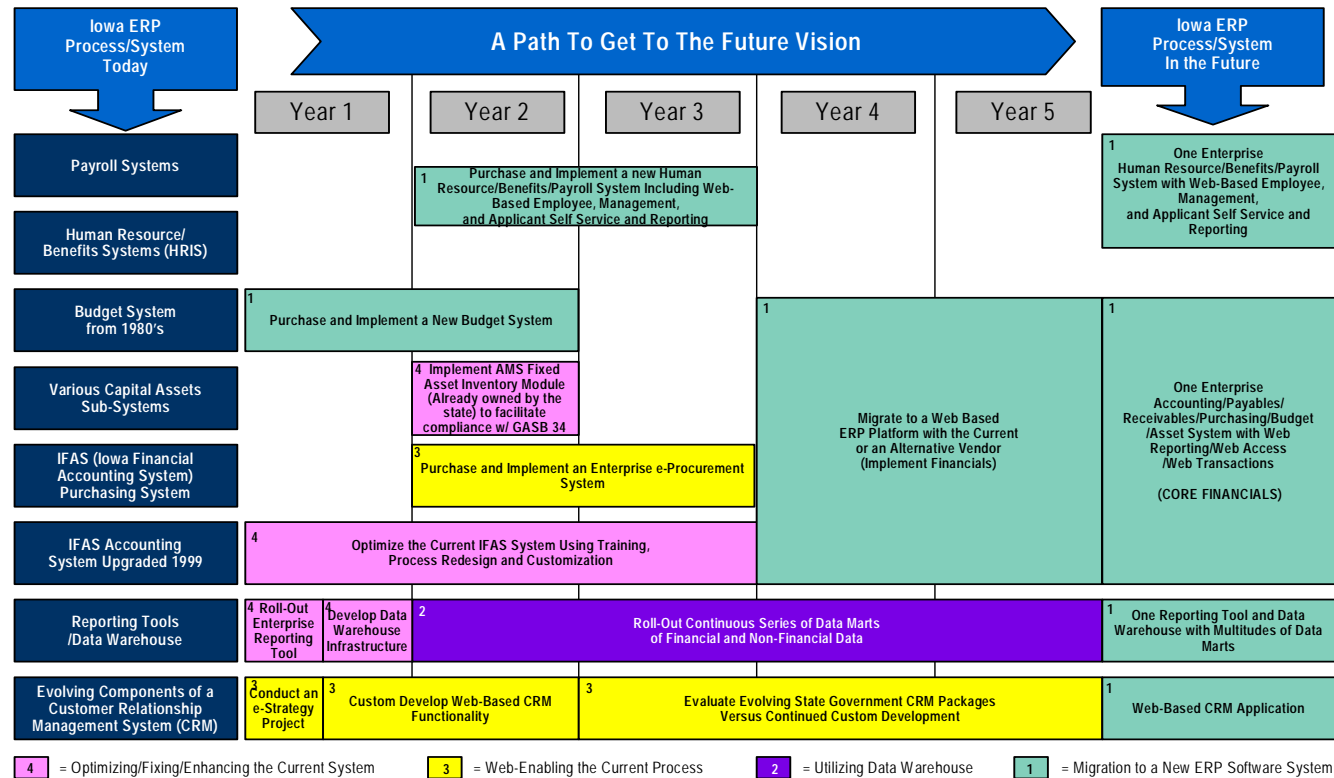 Iowa ERP
Process/System
Today
A Path To Get To The Future Vision
Iowa ERP
Process/System
In the Future
Year 1
Year 2
Year 3
Year 4
Year 5
Payroll Systems
1
Purchase and Implement a new Human
Resource/Benefits/Payroll System Including Web-
Based Employee, Management,
and Applicant Self Service and Reporting
1
One Enterprise
Human Resource/Benefits/Payroll
System with Web-Based Employee,
Management,
and Applicant Self Service and
Reporting
Human Resource/
Benefits Systems (HRIS)
Budget System
from 1980's
1
Purchase and Implement a New Budget System
1
Migrate to a Web Based
ERP Platform with the Current
or an Alternative Vendor
(Implement Financials)
1
One Enterprise
Accounting/Payables/
Receivables/Purchasing/Budget
/Asset System with Web
Reporting/Web Access
/Web Transactions
(CORE FINANCIALS)
Various Capital Assets
Sub-Systems
4 Implement AMS Fixed
Asset Inventory Module
(Already owned by the
state) to facilitate
compliance w/ GASB 34
IFAS (Iowa Financial
Accounting System)
Purchasing System
3
Purchase and Implement an Enterprise e-Procurement
System
IFAS Accounting
System Upgraded 1999
4
Optimize the Current IFAS System Using Training,
Process Redesign and Customization
Reporting Tools
/Data Warehouse
4 Roll-Out
Enterprise
Reporting
Tool
4
Develop Data
Warehouse
Infrastructure
2
Roll-Out Continuous Series of Data Marts
of Financial and Non-Financial Data
1
One Reporting Tool and Data
Warehouse with Multitudes of Data
Marts
Evolving Components of a
Customer Relationship
Management System (CRM)
3
Conduct an
e-Strategy
Project
3
Custom Develop Web-Based CRM
Functionality
3
Evaluate Evolving State Government CRM Packages
Versus Continued Custom Development
1
Web-Based CRM Application
4 = Optimizing/Fixing/Enhancing the Current System
3 = Web-Enabling the Current Process
2 = Utilizing Data Warehouse
1 = Migration to a New ERP Software System